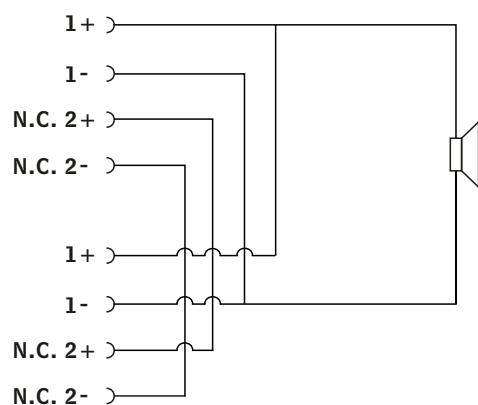 1+
1-
N.C. 2+
N.C. 2-
1+
1-
N.C. 2+
N.C. 2-